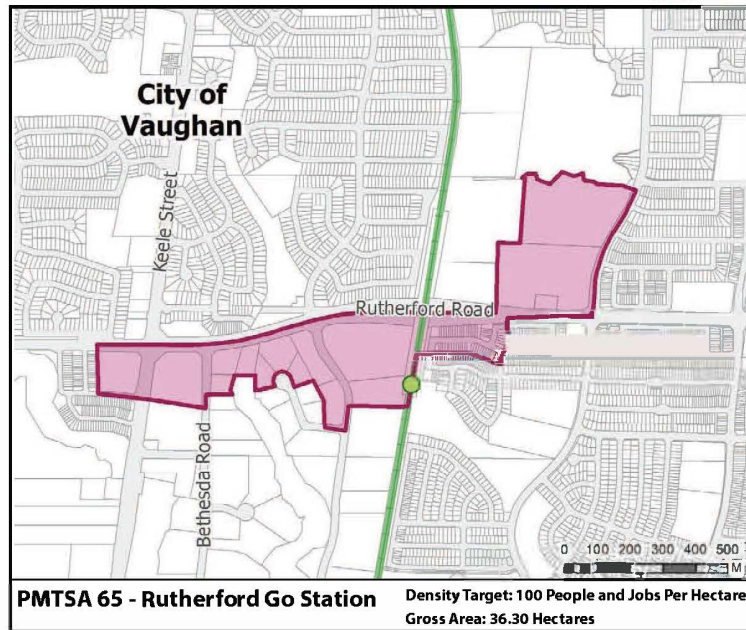 City of
Vaughan
Keele Street
Rutherford Road
Bethesda Road
0 100 200 300 400 500
M
PMTSA 65 - Rutherford Go Station
Density Target: 100 People and Jobs Per Hectare
Gross Area: 36.30 Hectares